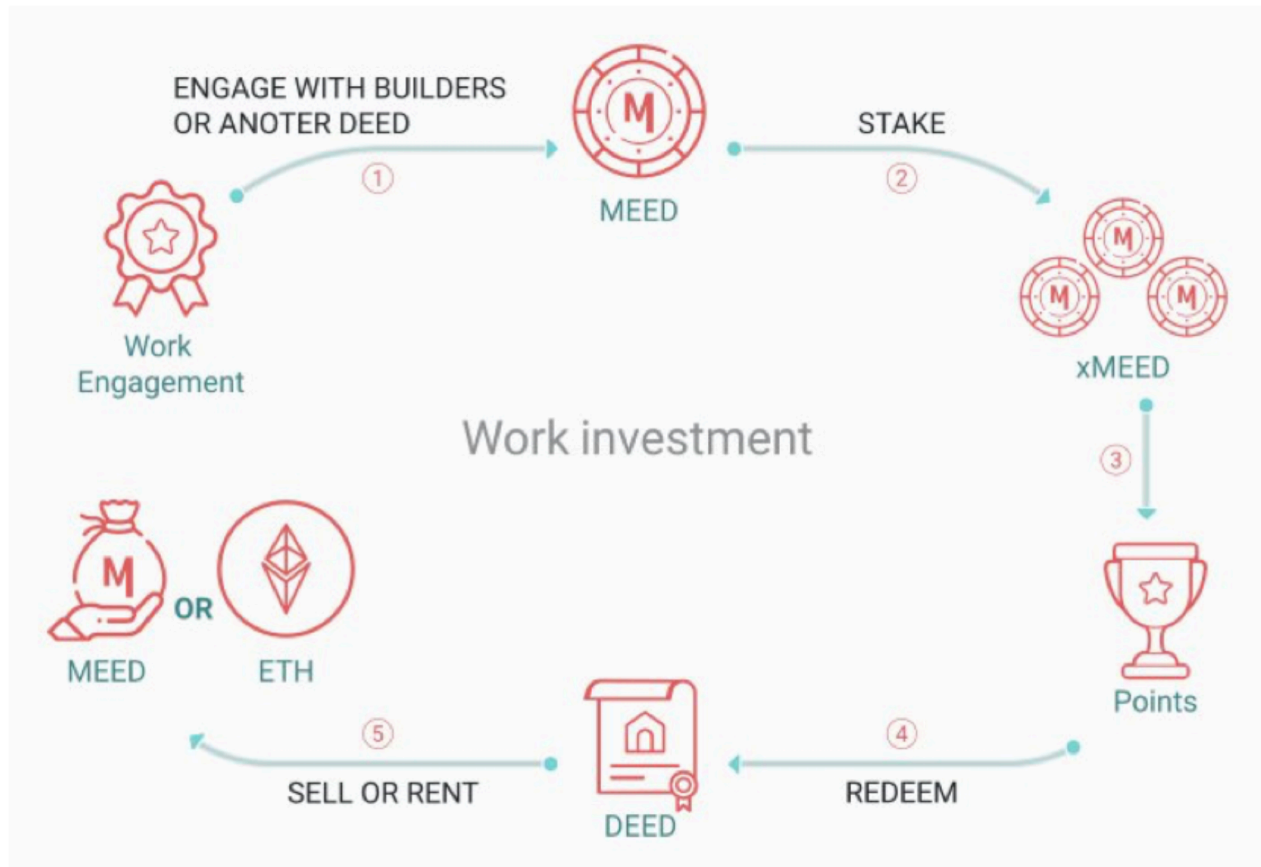 ENGAGE WITH BUILDERS
OR ANOTER DEED
①
M
MEED
STAKE
②
M
M
M
xMEED
Work
Engagement
Work investment
③
Points
REDEEM
④
DEED
SELL OR RENT
⑤
M
MEED
OR
ETH